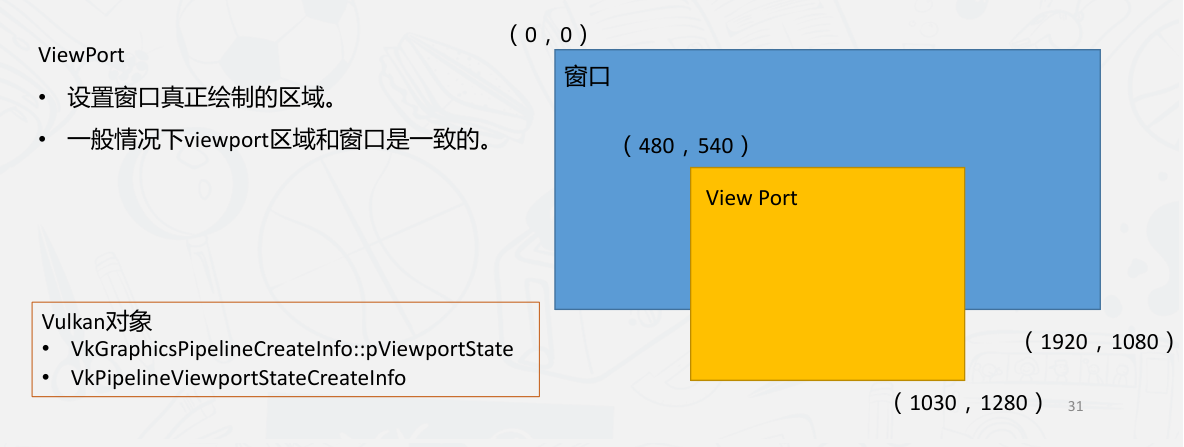 ViewPort
• 设置窗口真正绘制的区域。
• 一般情况下viewport区域和窗口是一致的。
Vulkan对象
• VkGraphicsPipelineCreateInfo::pViewportState
• VkPipelineViewportStateCreateInfo
（0，0）
窗口
（480，540）
View Port
（1920，1080）
（1030，1280）
31